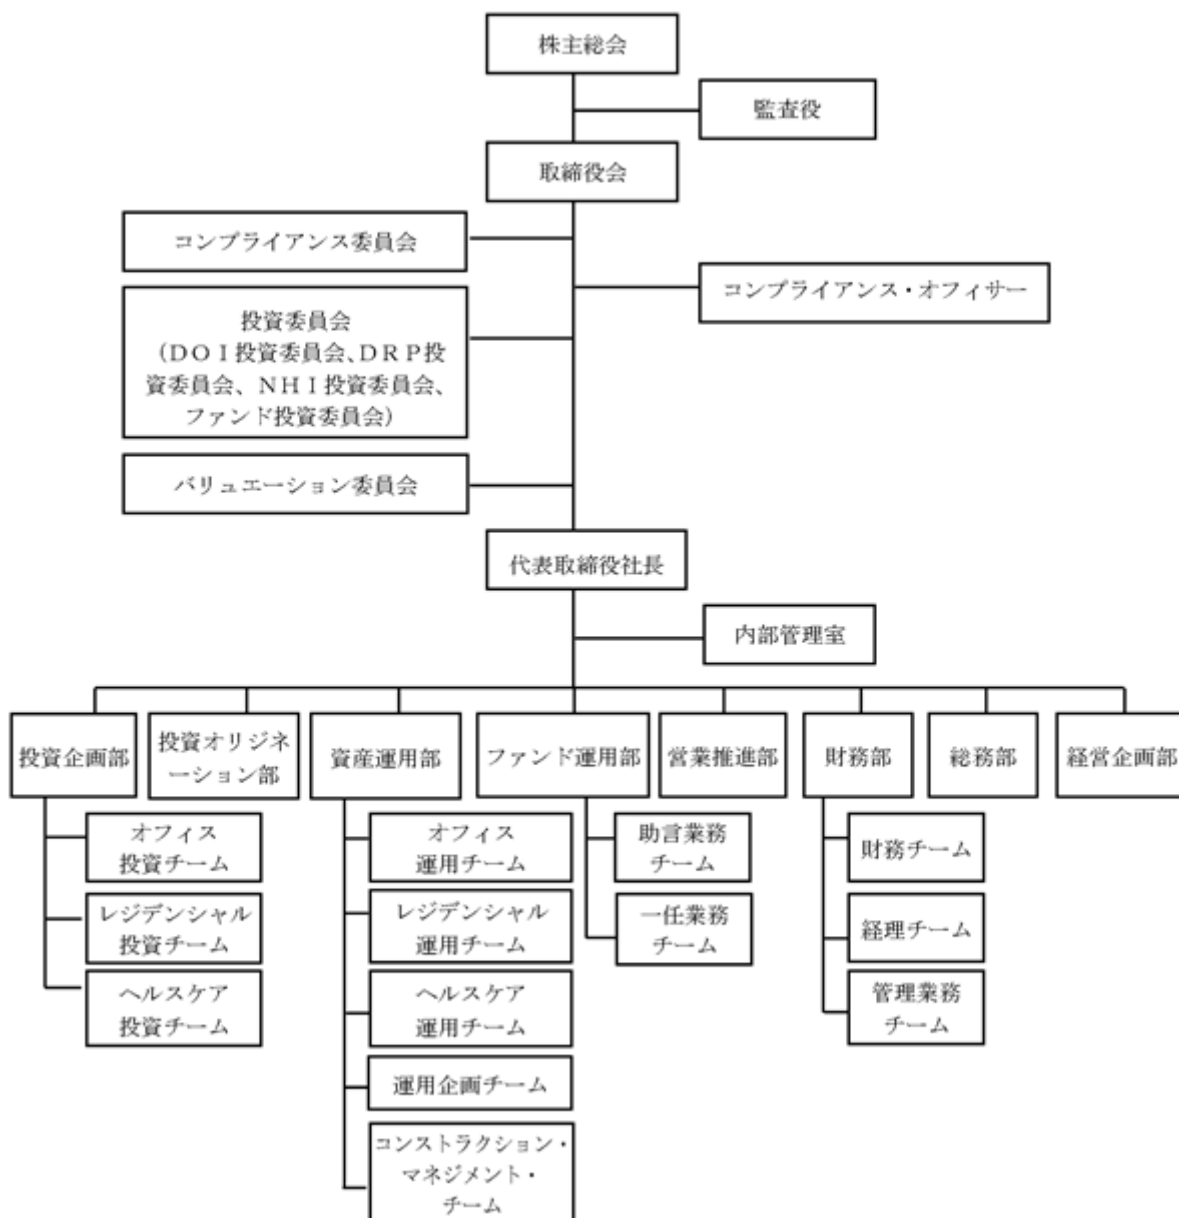 株主総会
監査役
取締役会
コンプライアンス委員会
コンプライアンス・オフィサー
投資委員会
（ＤＯＩ投資委員会、ＤＲＰ投
資委員会、ＮＨＩ投資委員会、
ファンド投資委員会）
バリュエーション委員会
代表取締役社長
内部管理室
投資企画部
投資オリジネ
ーション部
資産運用部
ファンド運用部
営業推進部
財務部
総務部
経営企画部
オフィス
投資チーム
レジデンシャル
投資チーム
ヘルスケア
投資チーム
オフィス
運用チーム
レジデンシャル
運用チーム
ヘルスケア
運用チーム
運用企画チーム
コンストラクション・
マネジメント・
チーム
助言業務
チーム
一任業務
チーム
財務チーム
経理チーム
管理業務
チーム